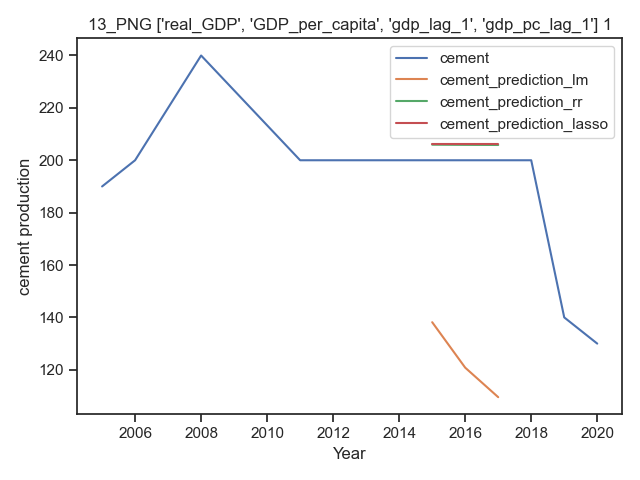 13_PNG ['real_GDP', 'GDP_per_capita', 'gdp_lag_1', 'gdp_pc_lag_1'] 1
cement
cement_prediction_lm
cement_prediction_rr
cement_prediction_lasso
240
220
200
180
160
140
120
cement production
2006 2008 2010 2012 2014 2016 2018 2020
Year